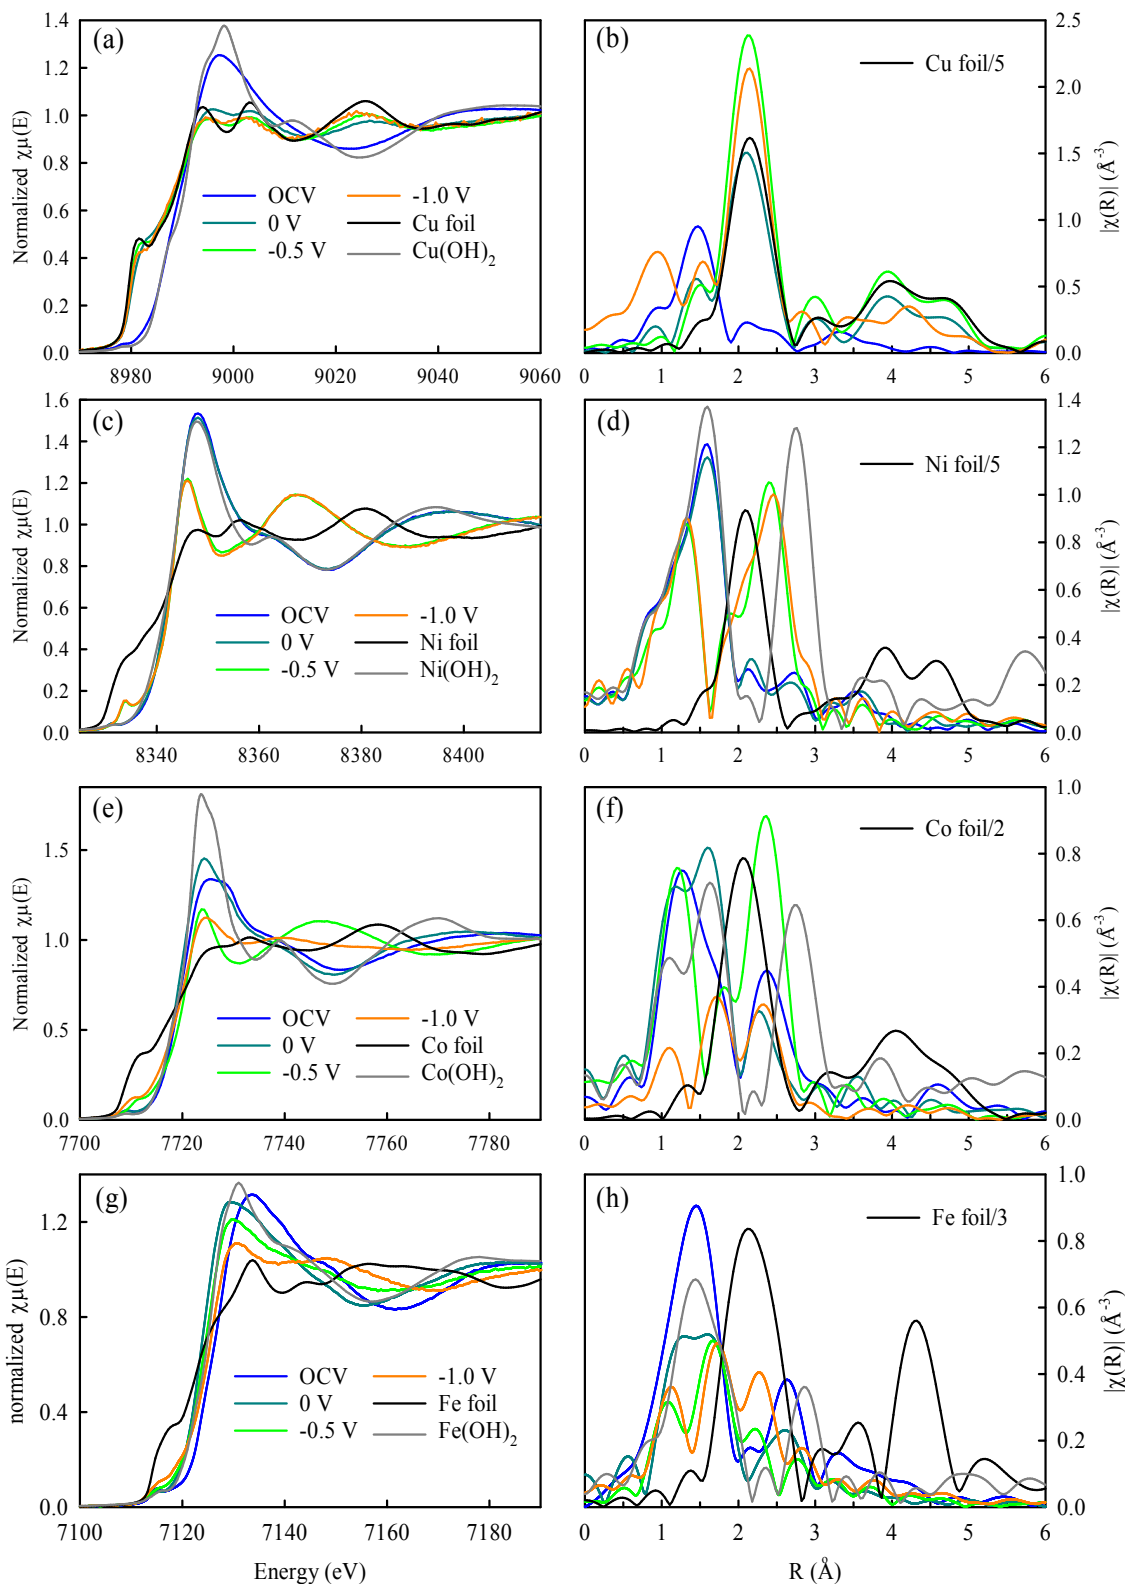 (a)
Normalized χμ(E)
1.4
1.2
1.0
0.8
0.6
0.4
0.2
0.0
OCV
0 V
-0.5 V
-1.0 V
Cu foil
Cu(OH)2
8980 9000 9020 9040 9060
(b)
Cu foil/5
2.5
2.0
1.5
1.0
0.5
0.0
|χ(R)| (Å-3)
0 1 2 3 4 5 6
(c)
Normalized χμ(E)
1.6
1.4
1.2
1.0
0.8
0.6
0.4
0.2
0.0
OCV
0 V
-0.5 V
-1.0 V
Ni foil
Ni(OH)2
8340 8360 8380 8400
(d)
Ni foil/5
1.4
1.2
1.0
0.8
0.6
0.4
0.2
0.0
|χ(R)| (Å-3)
0 1 2 3 4 5 6
(e)
Normalized χμ(E)
1.5
1.0
0.5
0.0
OCV
0 V
-0.5 V
-1.0 V
Co foil
Co(OH)2
7700 7720 7740 7760 7780
(f)
Co foil/2
1.0
0.8
0.6
0.4
0.2
0.0
|χ(R)| (Å-3)
0 1 2 3 4 5 6
(g)
normalized χμ(E)
1.2
0.8
0.4
0.0
OCV
0 V
-0.5 V
-1.0 V
Fe foil
Fe(OH)2
7100 7120 7140 7160 7180
Energy (eV)
(h)
Fe foil/3
1.0
0.8
0.6
0.4
0.2
0.0
|χ(R)| (Å-3)
0 1 2 3 4 5 6
R (Å)